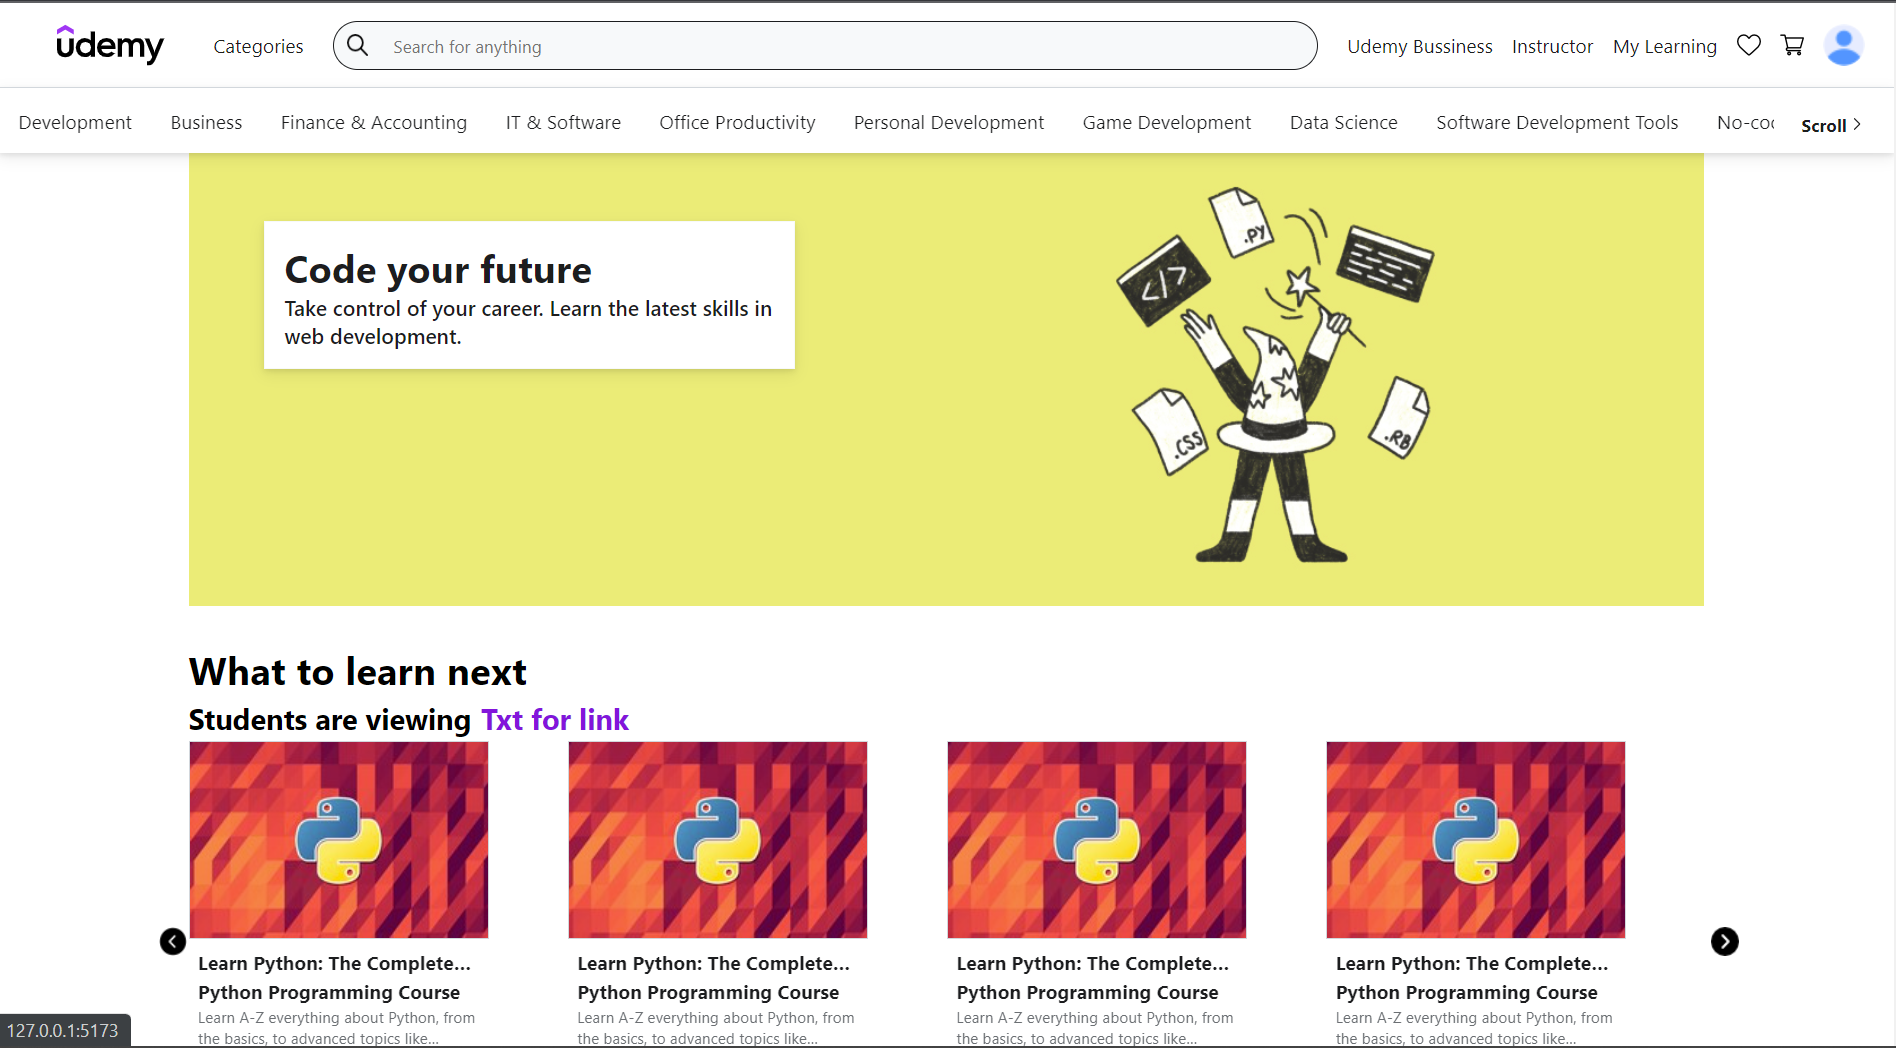 udemy
Categories
Search for anything
Udemy Bussiness
Instructor
My Learning
Development
Business
Finance & Accounting
IT & Software
Office Productivity
Personal Development
Game Development
Data Science
Software Development Tools
Scroll
Code your future
Take control of your career. Learn the latest skills in
web development.
.PY
</>
.CSS
.RB
What to learn next
Students are viewing Txt for link
Learn Python: The Complete...
Python Programming Course
Learn A-Z everything about Python, from
the basics, to advanced topics like...
Learn Python: The Complete...
Python Programming Course
Learn A-Z everything about Python, from
the basics, to advanced topics like...
Learn Python: The Complete...
Python Programming Course
Learn A-Z everything about Python, from
the basics, to advanced topics like...
Learn Python: The Complete...
Python Programming Course
Learn A-Z everything about Python, from
the basics, to advanced topics like...
127.0.0.1:5173